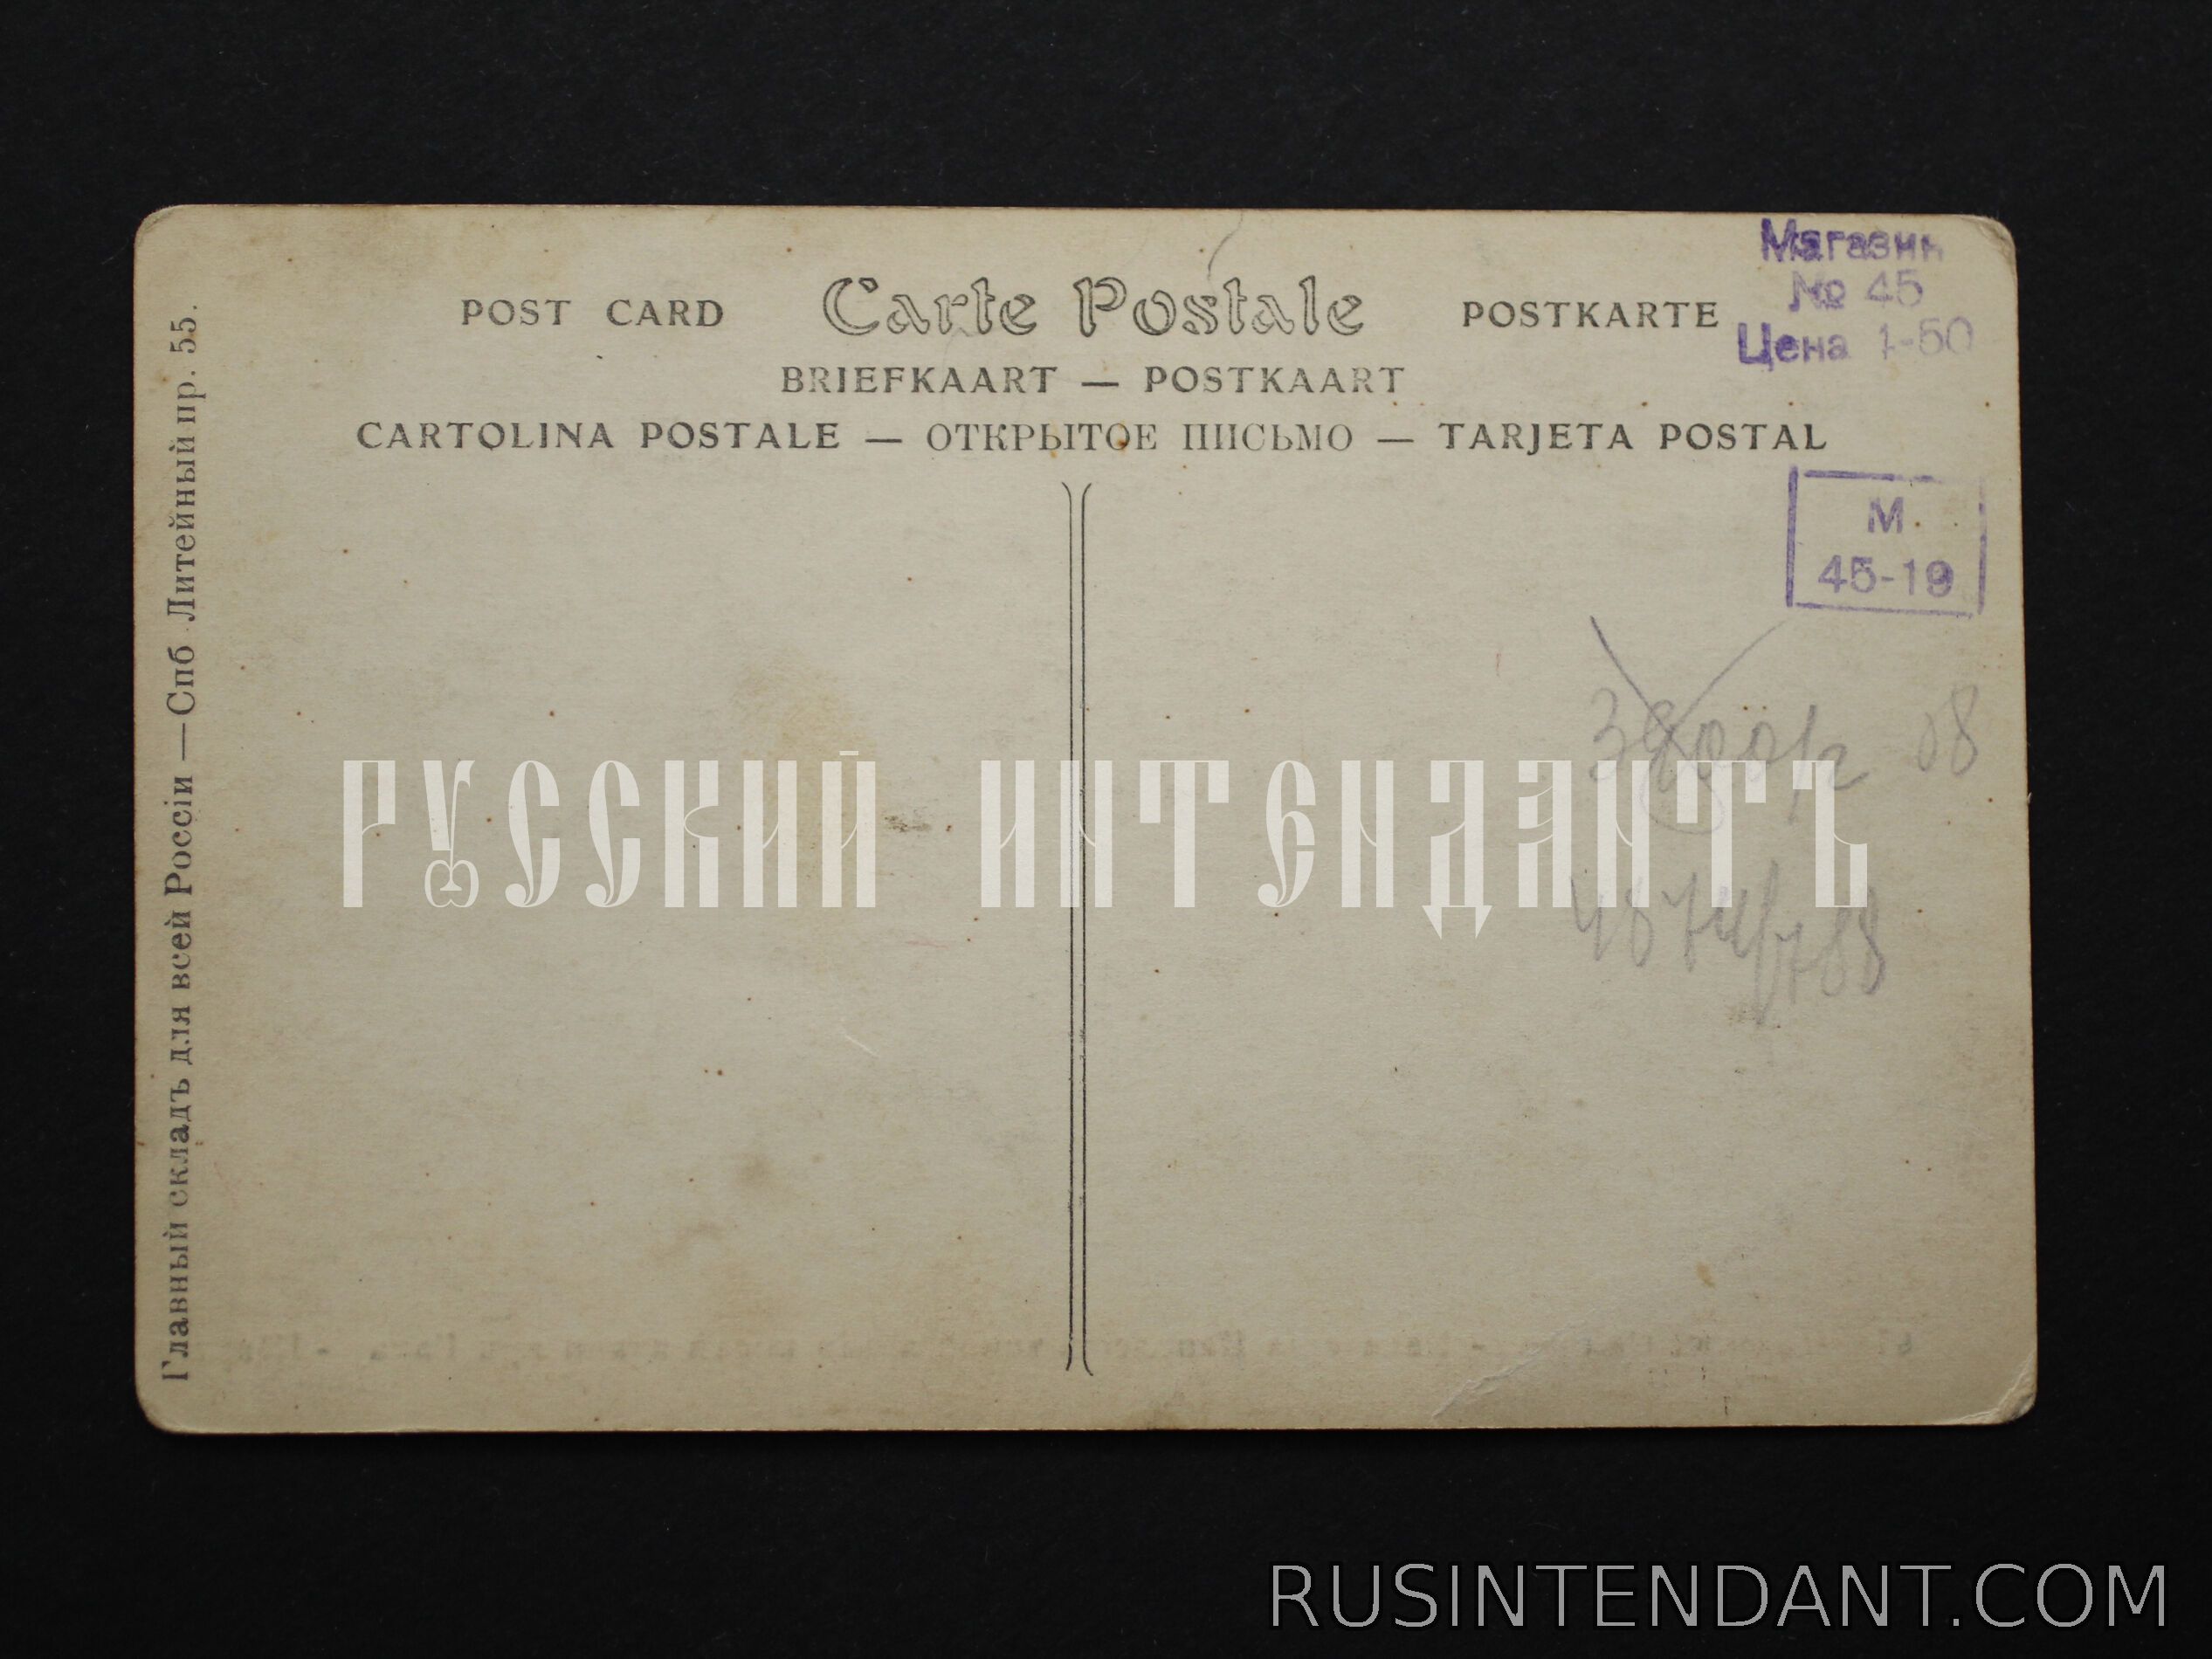 Магазин
№ 45
Цена 1-50
POST CARD Carte Postale POSTKARTE
BRIEFKAART — POSTKAART
CARTOLINA POSTALE — ОТКРЫТОЕ ПИСЬМО — TARJETA POSTAL
М
45-19
08
Главный складъ для всей Россіи —Спб Литейный пр. 55.
РУССКИЙ ИНТЕНДАНТЪ
RUSINTENDANT.COM